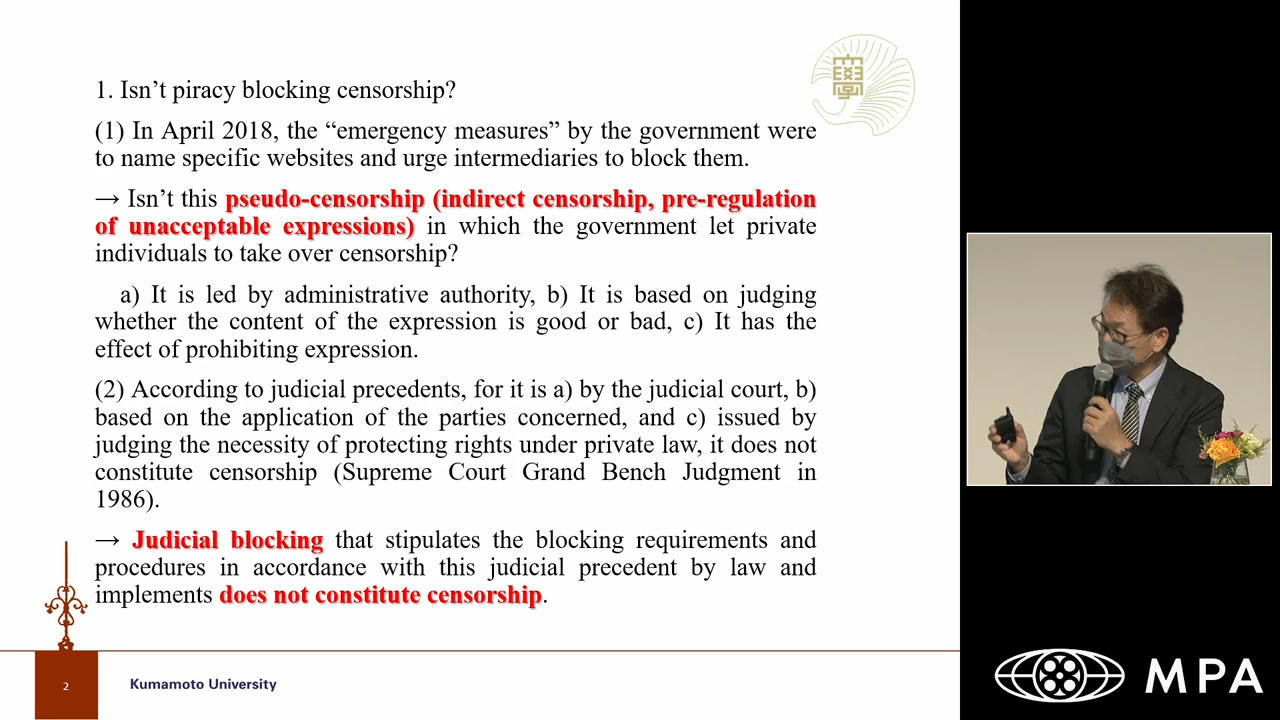 1. Isn’t piracy blocking censorship?
(1) In April 2018, the “emergency measures” by the government were
to name specific websites and urge intermediaries to block them.
→ Isn’t this pseudo-censorship (indirect censorship, pre-regulation
of unacceptable expressions) in which the government let private
individuals to take over censorship?
a) It is led by administrative authority, b) It is based on judging
whether the content of the expression is good or bad, c) It has the
effect of prohibiting expression.
(2) According to judicial precedents, for it is a) by the judicial court, b)
based on the application of the parties concerned, and c) issued by
judging the necessity of protecting rights under private law, it does not
constitute censorship (Supreme Court Grand Bench Judgment in
1986).
→ Judicial blocking that stipulates the blocking requirements and
procedures in accordance with this judicial precedent by law and
implements does not constitute censorship.
2
Kumamoto University
MPA